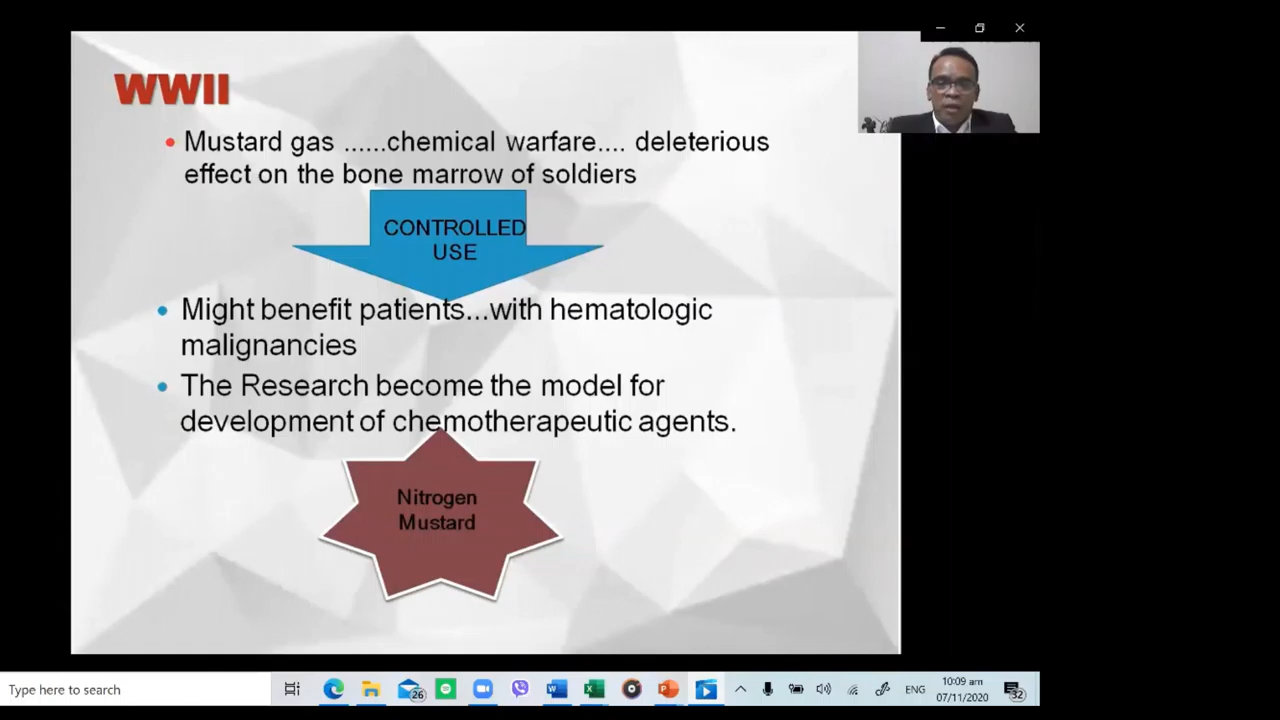 WWII
Mustard gas ......chemical warfare.... deleterious
effect on the bone marrow of soldiers
CONTROLLED
USE
Might benefit patients...with hematologic
malignancies
The Research become the model for
development of chemotherapeutic agents.
Nitrogen
Mustard
Type here to search
26
ENG
10:09 am
07/11/2020
32